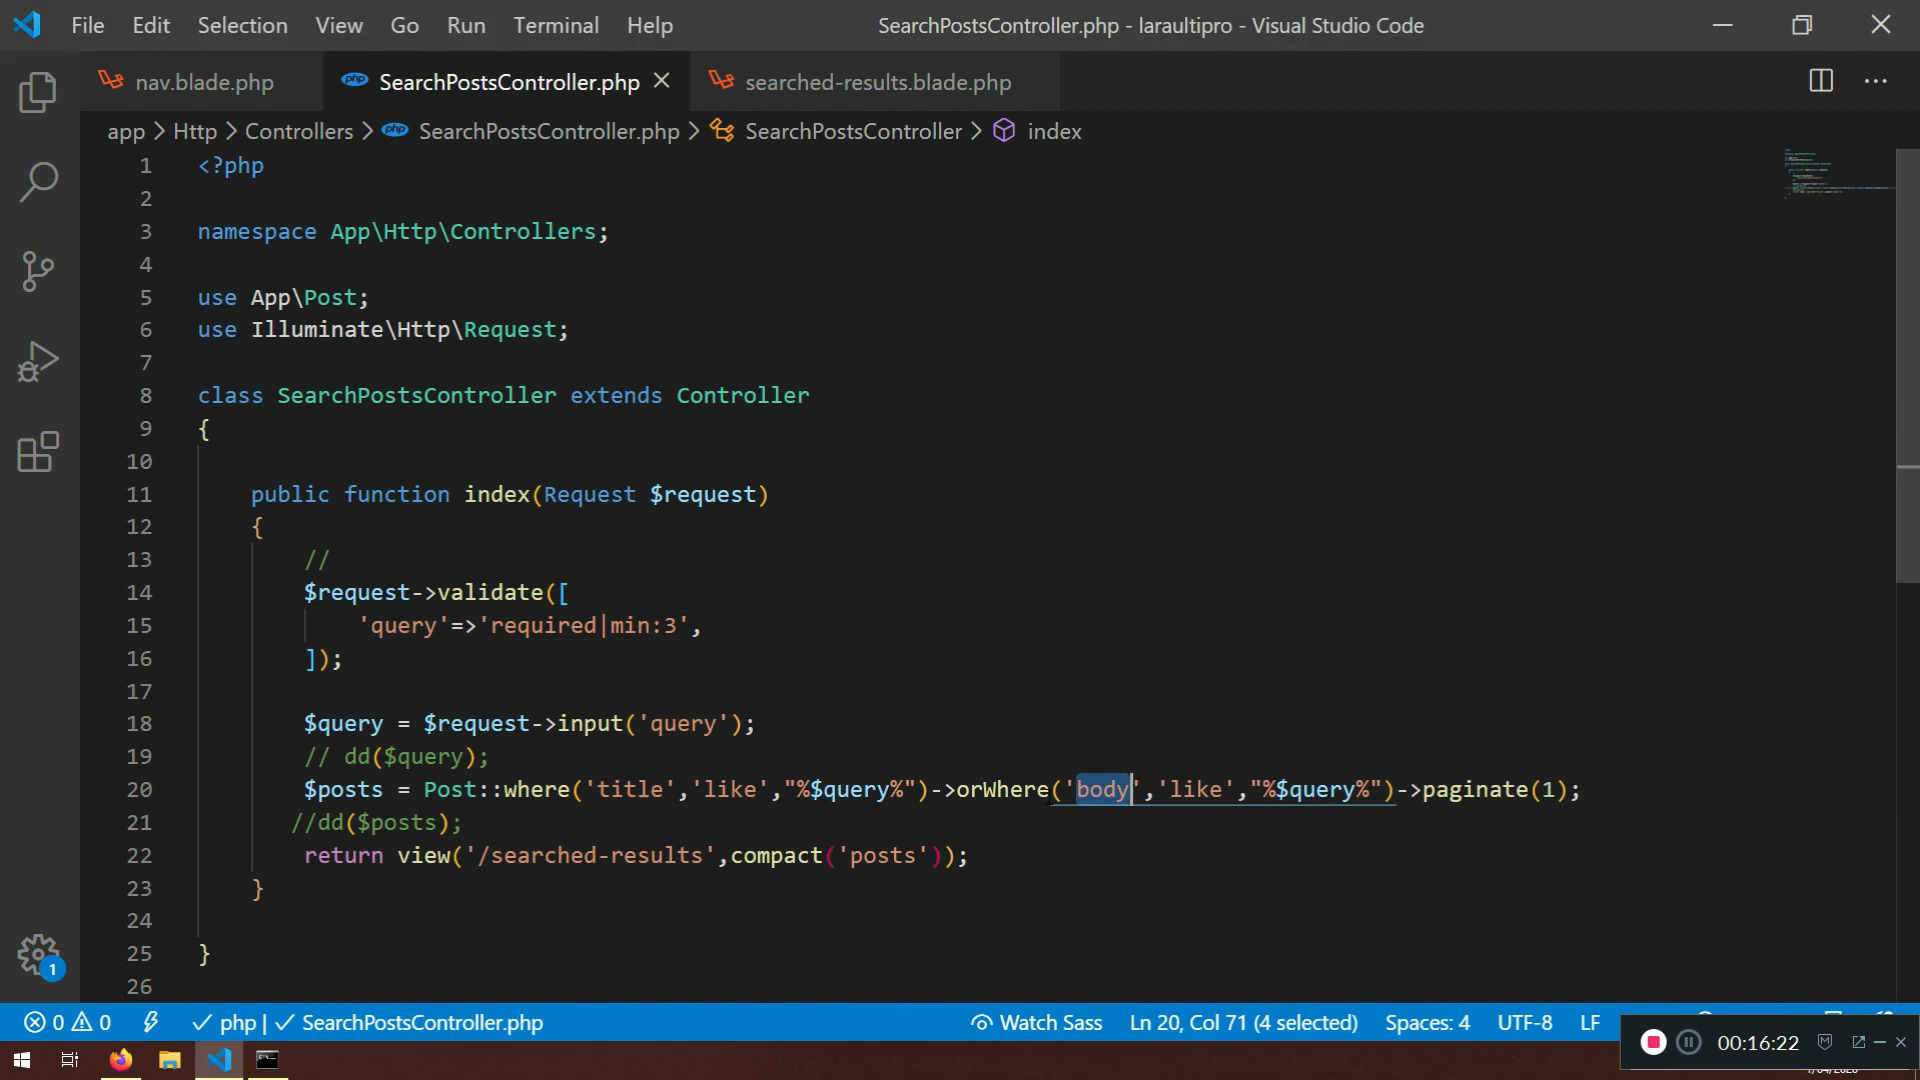 File Edit Selection View Go Run Terminal Help SearchPostsController.php - laraultipro - Visual Studio Code
nav.blade.php php SearchPostsController.php searched-results.blade.php
app > Http > Controllers > php SearchPostsController.php > SearchPostsController > index
1 <?php
2
3 namespace App\Http\Controllers;
4
5 use App\Post;
6 use Illuminate\Http\Request;
7
8 class SearchPostsController extends Controller
9 {
10
11 public function index(Request $request)
12 {
13 //
14 $request->validate([
15 'query'=>'required|min:3',
16 ]);
17
18 $query = $request->input('query');
19 // dd($query);
20 $posts = Post::where('title','like',"%$query%")->orWhere('body','like',"%$query%")->paginate(1);
21 //dd($posts);
22 return view('/searched-results',compact('posts'));
23 }
24
25 }
26
1
0 0 php | SearchPostsController.php Watch Sass Ln 20, Col 71 (4 selected) Spaces: 4 UTF-8 LF
00:16:22